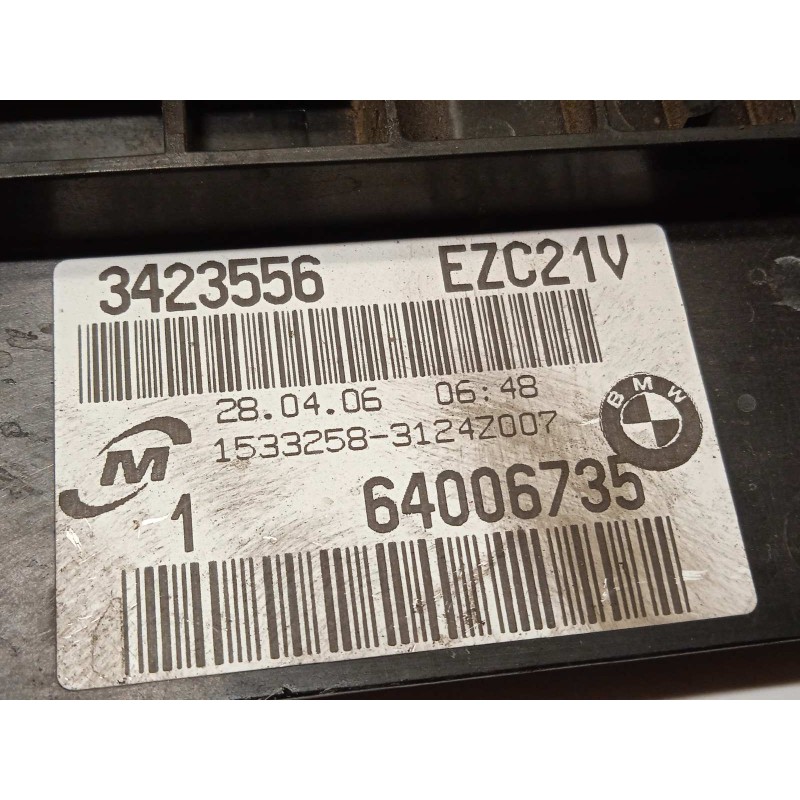 3423556 EZC21V
28.04.06 06:48
1533258-3124Z007
BMW
M
1 64006735